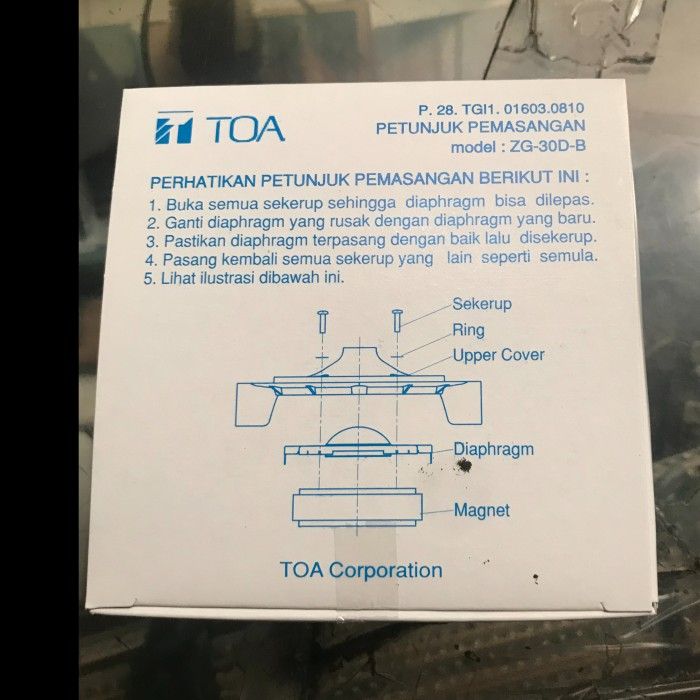 TOA
P. 28. TGI1. 01603.0810
PETUNJUK PEMASANGAN
model : ZG-30D-B
PERHATIKAN PETUNJUK PEMASANGAN BERIKUT INI :
1. Buka semua sekerup sehingga diaphragm bisa dilepas.
2. Ganti diaphragm yang rusak dengan diaphragm yang baru.
3. Pastikan diaphragm terpasang dengan baik lalu disekerup.
4. Pasang kembali semua sekerup yang lain seperti semula.
5. Lihat ilustrasi dibawah ini.
Sekerup
Ring
Upper Cover
Diaphragm
Magnet
TOA Corporation